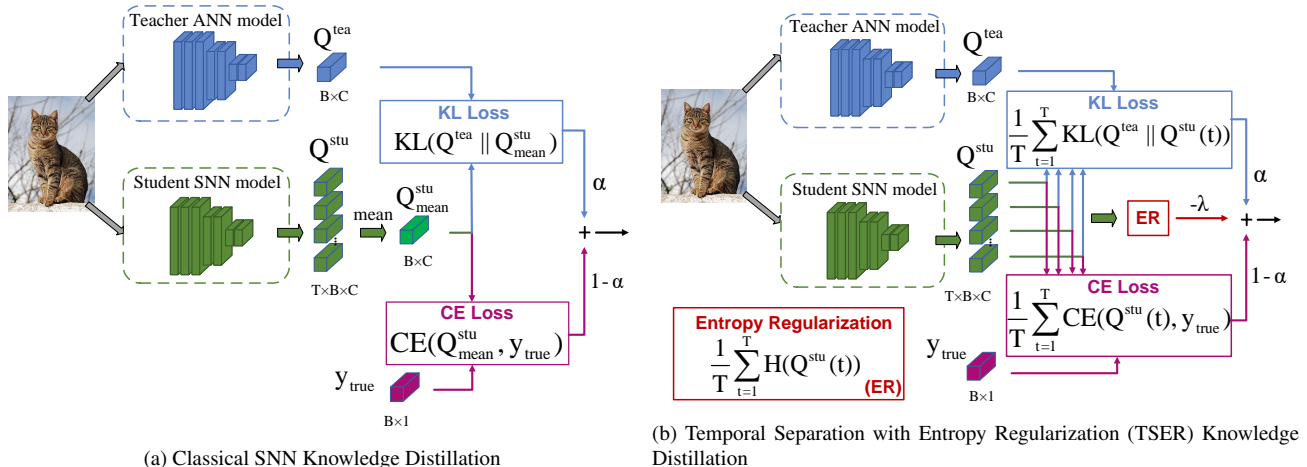 Teacher ANN model
Q^tea
B×C
KL Loss
KL(Q^tea || Q^stu_mean)
α
Student SNN model
Q^stu
mean
Q^stu_mean
B×C
T×B×C
+
1 - α
CE Loss
CE(Q^stu_mean, y_true)
y_true
B×1
(a) Classical SNN Knowledge Distillation
Teacher ANN model
Q^tea
B×C
KL Loss
1/T ∑_{t=1}^{T} KL(Q^tea || Q^stu(t))
α
Student SNN model
Q^stu
T×B×C
ER
-λ
+
1 - α
CE Loss
1/T ∑_{t=1}^{T} CE(Q^stu(t), y_true)
Entropy Regularization
1/T ∑_{t=1}^{T} H(Q^stu(t))
(ER)
y_true
B×1
(b) Temporal Separation with Entropy Regularization (TSER) Knowledge
Distillation